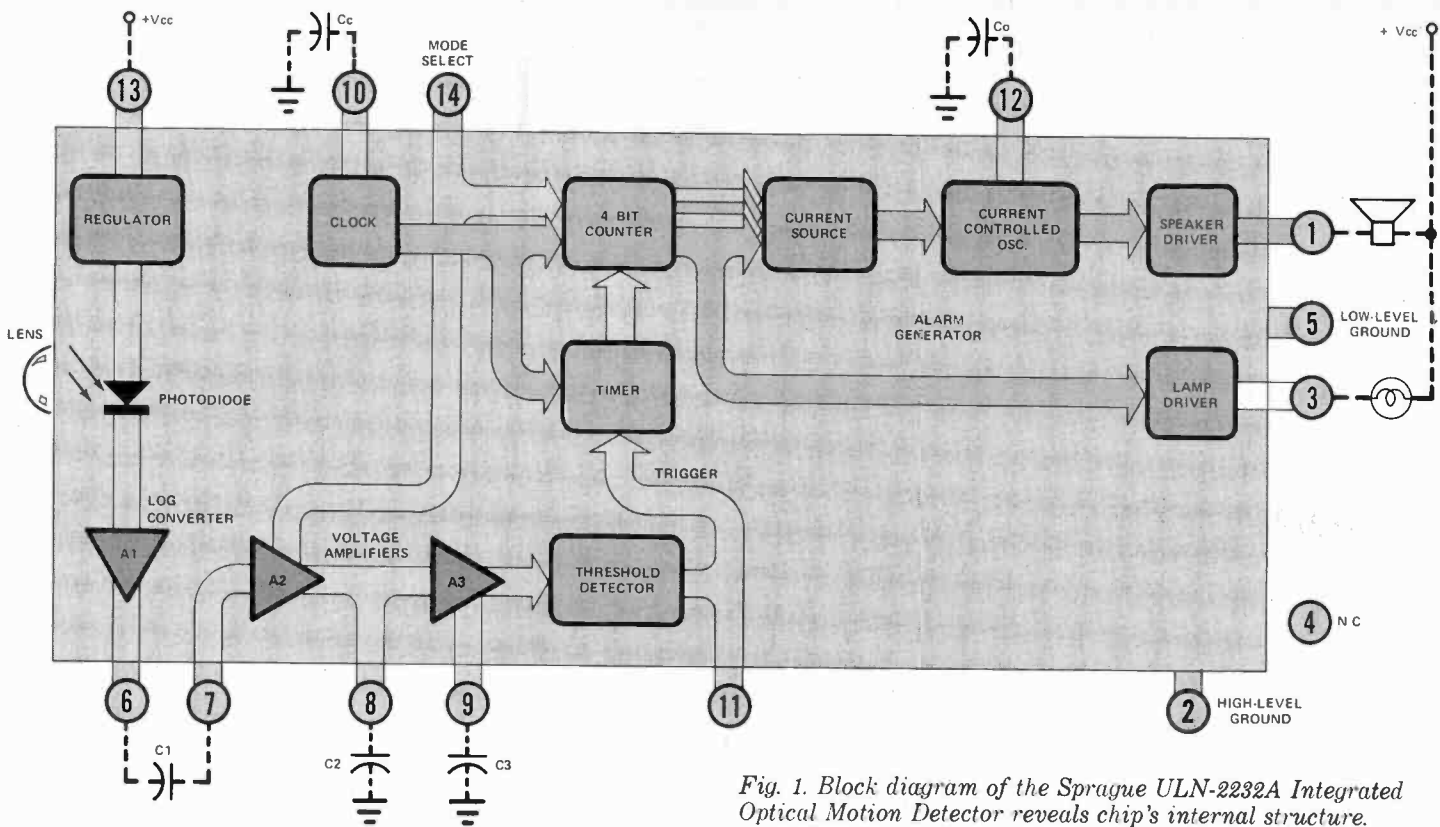 +Vcc
Cc
MODE
SELECT
Co
+ Vcc
13
10
14
12
REGULATOR
CLOCK
4 BIT
COUNTER
CURRENT
SOURCE
CURRENT
CONTROLLED
OSC.
SPEAKER
DRIVER
1
ALARM
GENERATOR
5
LOW-LEVEL
GROUND
LENS
PHOTODIODE
TIMER
LAMP
DRIVER
3
TRIGGER
LOG
CONVERTER
A1
VOLTAGE
AMPLIFIERS
A2
A3
THRESHOLD
DETECTOR
4
NC
6
7
8
9
11
2
HIGH-LEVEL
GROUND
C1
C2
C3
Fig. 1. Block diagram of the Sprague ULN-2232A Integrated
Optical Motion Detector reveals chip's internal structure.